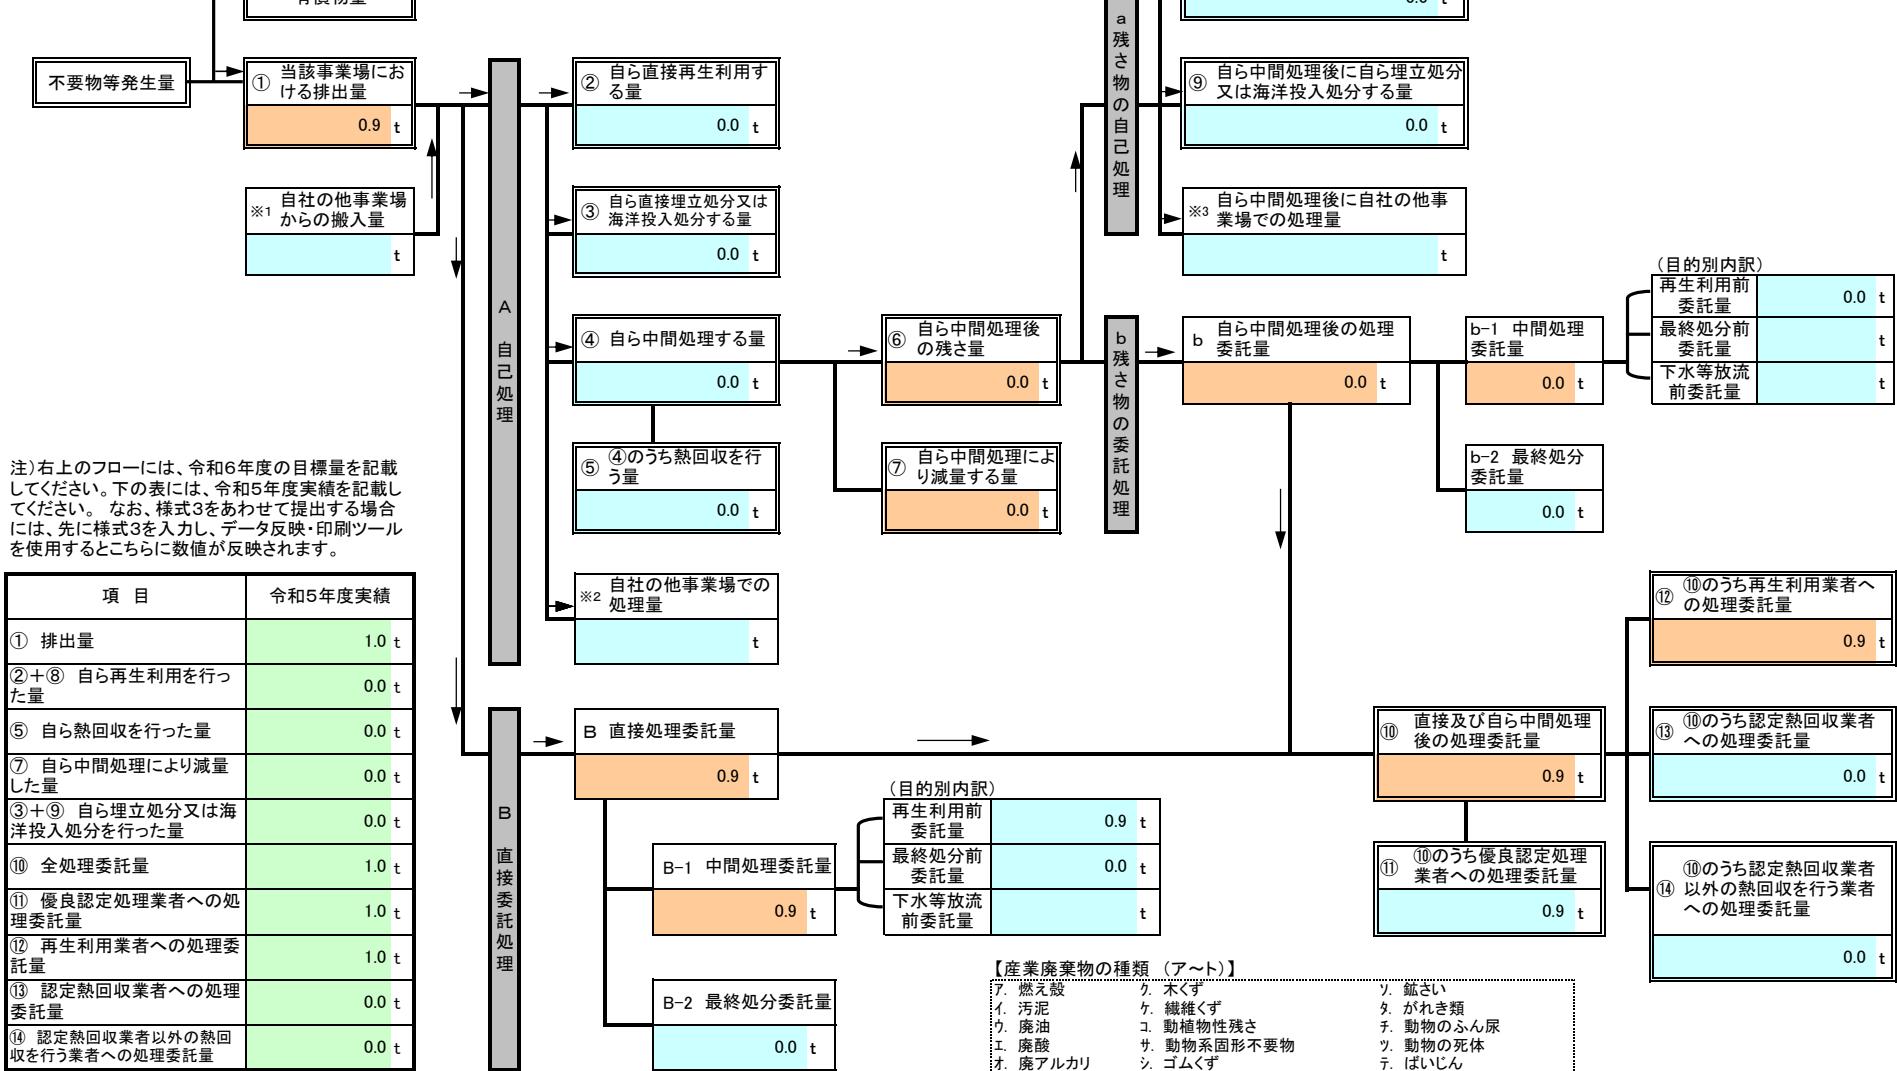 不要物等発生量
① 当該事業場にお
ける排出量
0.9 t
※1 自社の他事業場
からの搬入量
t
A 自己処理
② 自ら直接再生利用す
る量
0.0 t
③ 自ら直接埋立処分又は
海洋投入処分する量
0.0 t
④ 自ら中間処理する量
0.0 t
⑤ ④のうち熱回収を行
う量
0.0 t
※2 自社の他事業場での
処理量
t
⑥ 自ら中間処理後
の残さ量
0.0 t
⑦ 自ら中間処理によ
り減量する量
0.0 t
a 残さ物の自己処理
⑨ 自ら中間処理後に自ら埋立処分
又は海洋投入処分する量
0.0 t
※3 自ら中間処理後に自社の他事
業場での処理量
t
b 残さ物の委託処理
b 自ら中間処理後の処理
委託量
0.0 t
b-1 中間処理
委託量
0.0 t
(目的別内訳)
再生利用前
委託量
0.0 t
最終処分前
委託量
t
下水等放流
前委託量
t
b-2 最終処分
委託量
0.0 t
注)右上のフローには、令和6年度の目標量を記載
してください。下の表には、令和5年度実績を記載し
てください。 なお、様式3をあわせて提出する場合
には、先に様式3を入力し、データ反映・印刷ツール
を使用するとこちらに数値が反映されます。
項 目 令和5年度実績
① 排出量 1.0 t
②+⑧ 自ら再生利用を行っ
た量 0.0 t
⑤ 自ら熱回収を行った量 0.0 t
⑦ 自ら中間処理により減量
した量 0.0 t
③+⑨ 自ら埋立処分又は海
洋投入処分を行った量 0.0 t
⑩ 全処理委託量 1.0 t
⑪ 優良認定処理業者への処
理委託量 1.0 t
⑫ 再生利用業者への処理委
託量 1.0 t
⑬ 認定熱回収業者への処理
委託量 0.0 t
⑭ 認定熱回収業者以外の熱回
収を行う業者への処理委託量 0.0 t
B 直接委託処理
B 直接処理委託量
0.9 t
B-1 中間処理委託量
0.9 t
B-2 最終処分委託量
0.0 t
(目的別内訳)
再生利用前
委託量
0.9 t
最終処分前
委託量
0.0 t
下水等放流
前委託量
t
⑩ 直接及び自ら中間処理
後の処理委託量
0.9 t
⑪ ⑩のうち優良認定処理
業者への処理委託量
0.9 t
⑫ ⑩のうち再生利用業者へ
の処理委託量
0.9 t
⑬ ⑩のうち認定熱回収業者
への処理委託量
0.0 t
⑭ ⑩のうち認定熱回収業者
以外の熱回収を行う業者
への処理委託量
0.0 t
【産業廃棄物の種類 (ア~ト)】
ア. 燃え殻 ク. 木くず ソ. 鉱さい
イ. 汚泥 ケ. 繊維くず タ. がれき類
ウ. 廃油 コ. 動植物性残さ チ. 動物のふん尿
エ. 廃酸 サ. 動物系固形不要物 ツ. 動物の死体
オ. 廃アルカリ シ. ゴムくず テ. ばいじん